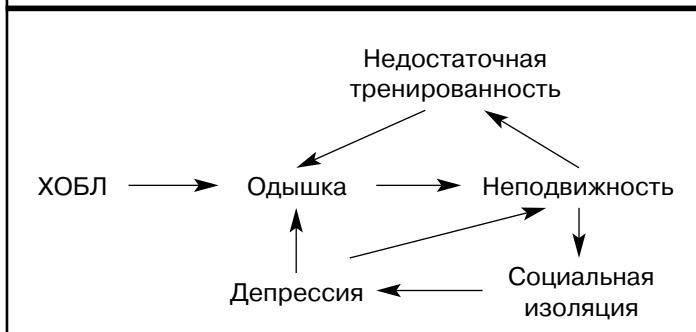 Недостаточная
тренированность
ХОБЛ
Одышка
Неподвижность
Депрессия
Социальная
изоляция